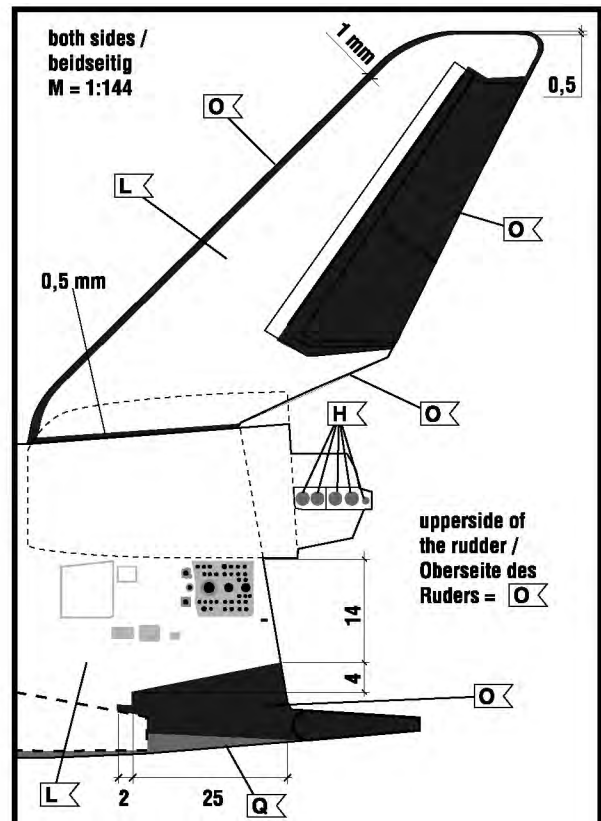 both sides /
beidseitig
M = 1:144
1 mm
0,5
O
L
O
0,5 mm
H
O
upperside of
the rudder /
Oberseite des
Ruders = O
14
4
O
L
2
25
Q